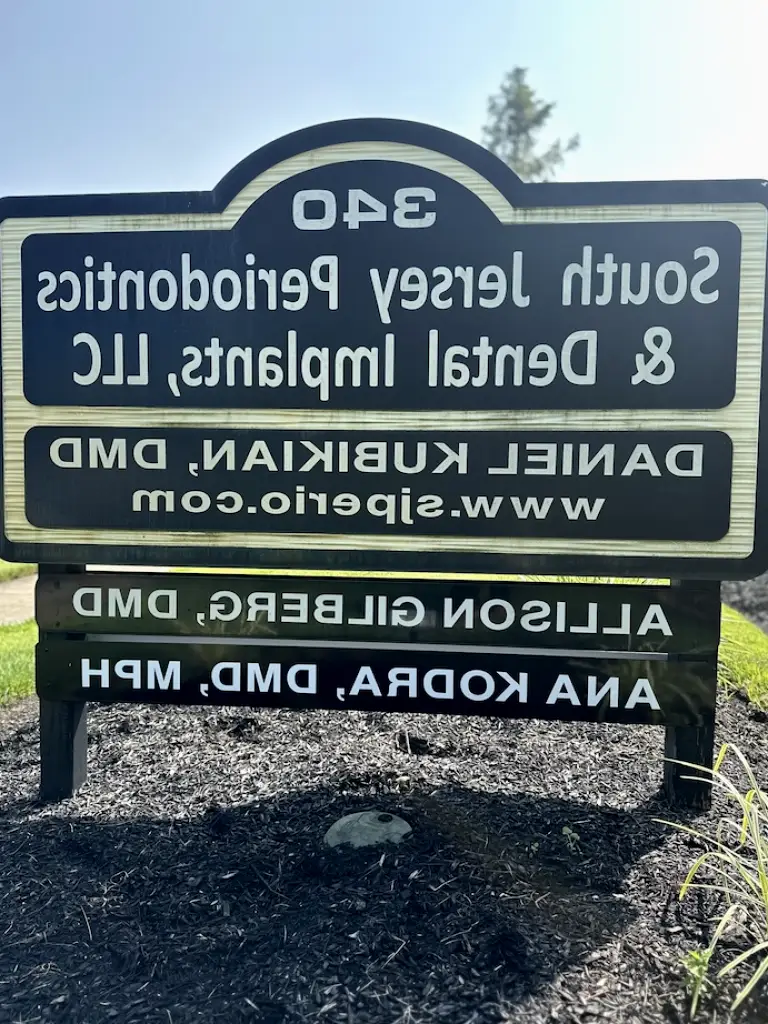 340
South Jersey Periodontics
& Dental Implants, LLC
DANIEL KUBIKIAN, DMD
www.sjperio.com
ALLISON GILBERG, DMD
ANA KODRA, DMD, MPH